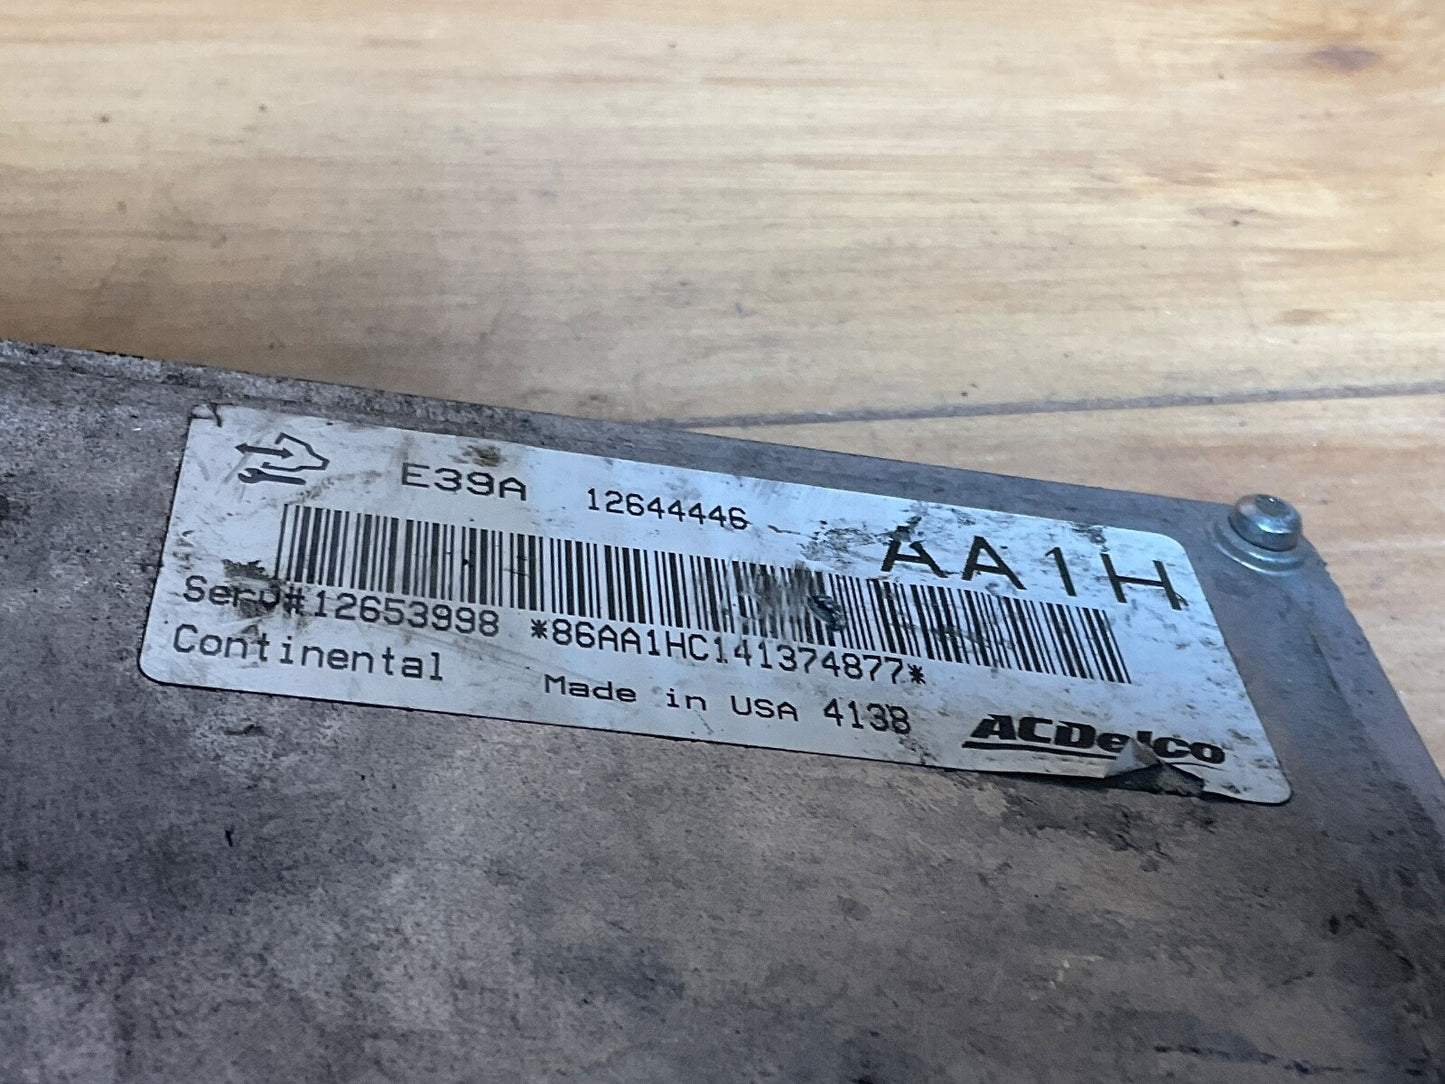 E39A 12644446 AA1H
Serv#12653998 *86AA1HC141374877*
Continental Made in USA 4138 ACDelco